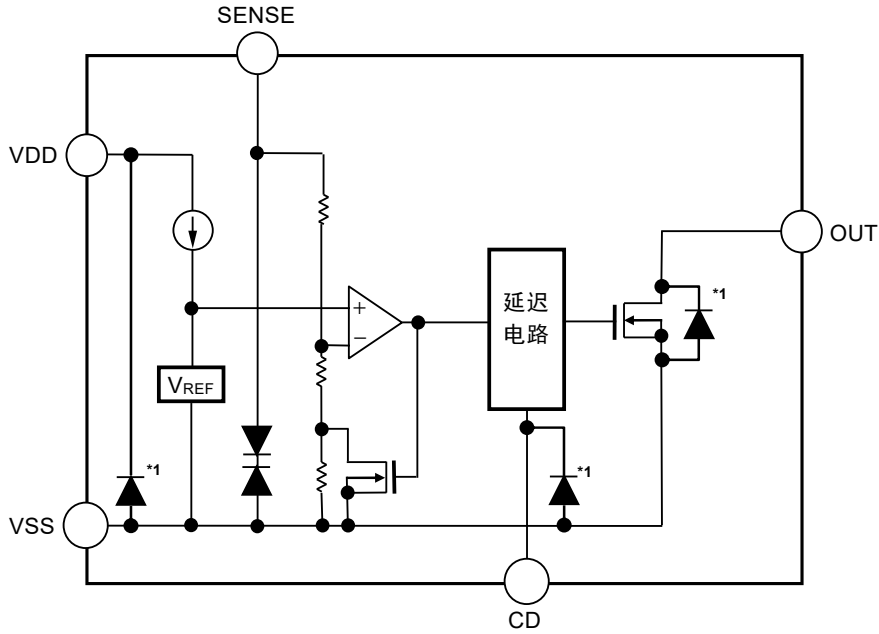 SENSE
VDD
OUT
*1
延迟
电路
+
−
VREF
*1
*1
VSS
CD